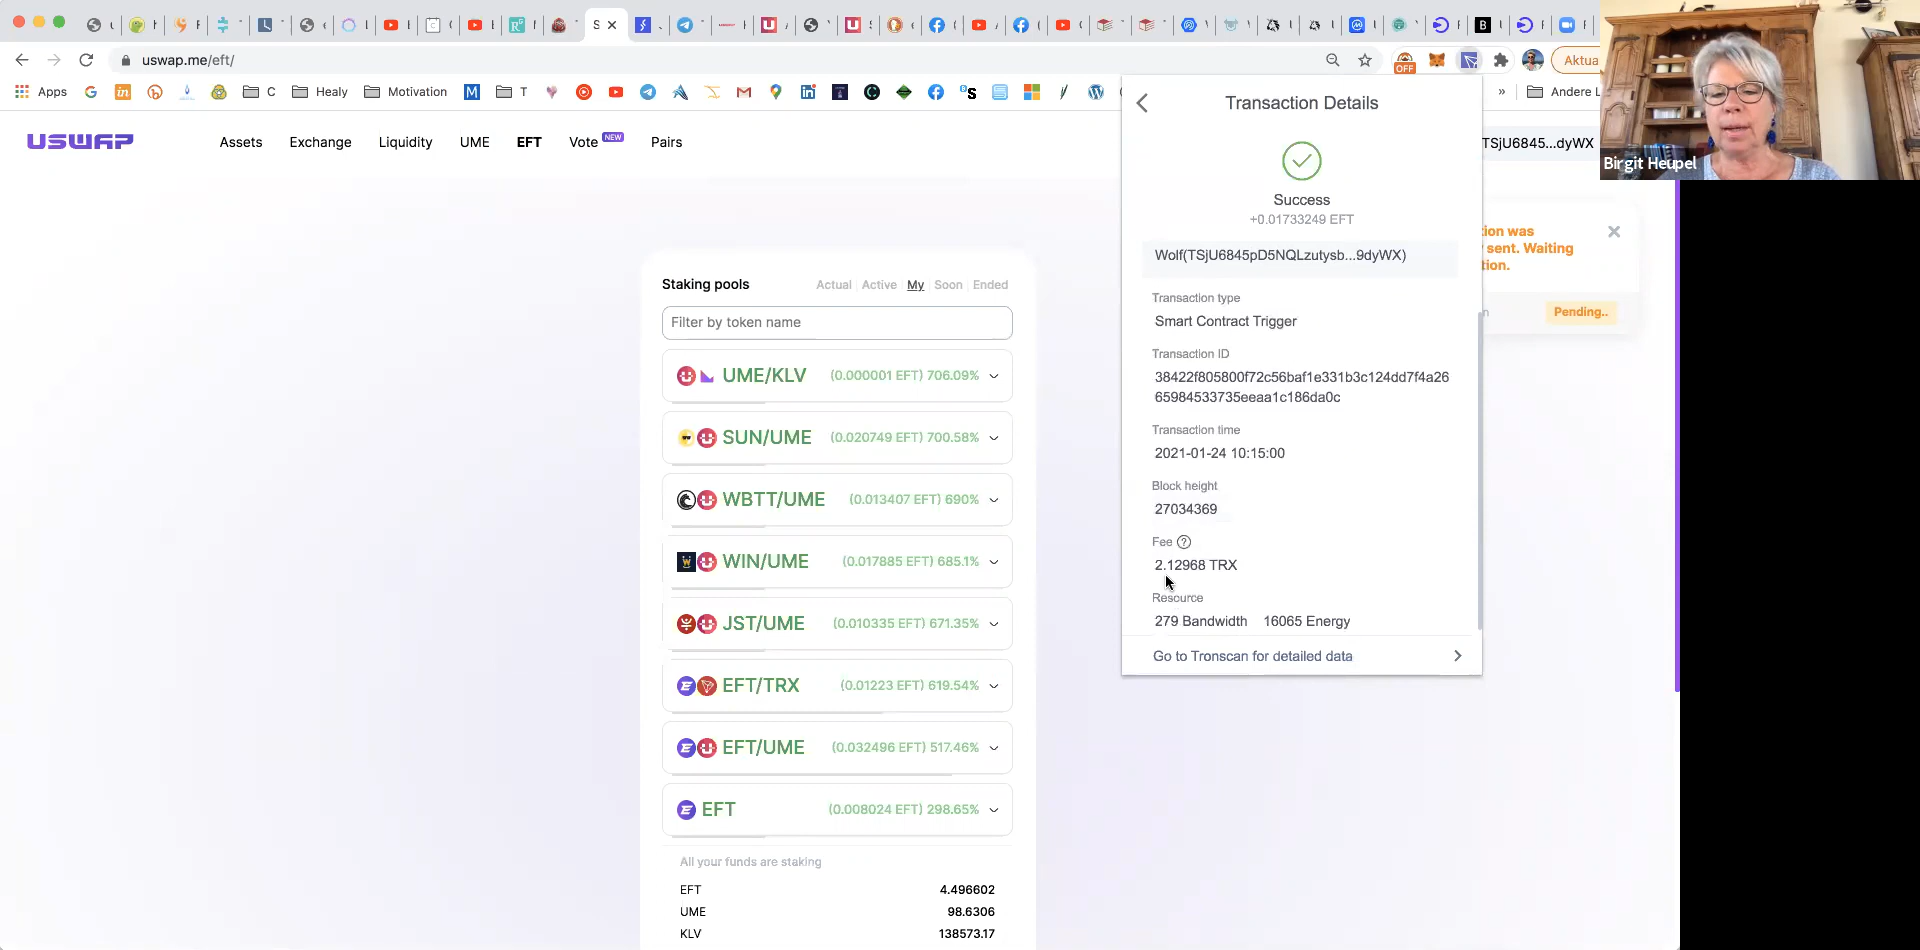 uswap.me/eft/
OFF
Aktua
Apps
C
Healy
Motivation
T
»
Andere L
USWAP
Assets
Exchange
Liquidity
UME
EFT
Vote NEW
Pairs
TSjU6845...dyWX
Birgit Heupel
Staking pools
Actual
Active
My
Soon
Ended
Filter by token name
UME/KLV (0.000001 EFT) 706.09%
SUN/UME (0.020749 EFT) 700.58%
WBTT/UME (0.013407 EFT) 690%
WIN/UME (0.017885 EFT) 685.1%
JST/UME (0.010335 EFT) 671.35%
EFT/TRX (0.01223 EFT) 619.54%
EFT/UME (0.032496 EFT) 517.46%
EFT (0.008024 EFT) 298.65%
All your funds are staking
EFT 4.496602
UME 98.6306
KLV 138573.17
Transaction Details
Success
+0.01733249 EFT
Wolf(TSjU6845pD5NQLzutysb...9dyWX)
Transaction type
Smart Contract Trigger
Transaction ID
38422f805800f72c56baf1e331b3c124dd7f4a26
65984533735eeaa1c186da0c
Transaction time
2021-01-24 10:15:00
Block height
27034369
Fee ?
2.12968 TRX
Resource
279 Bandwidth 16065 Energy
Go to Tronscan for detailed data
ion was
sent. Waiting
tion.
n
Pending..